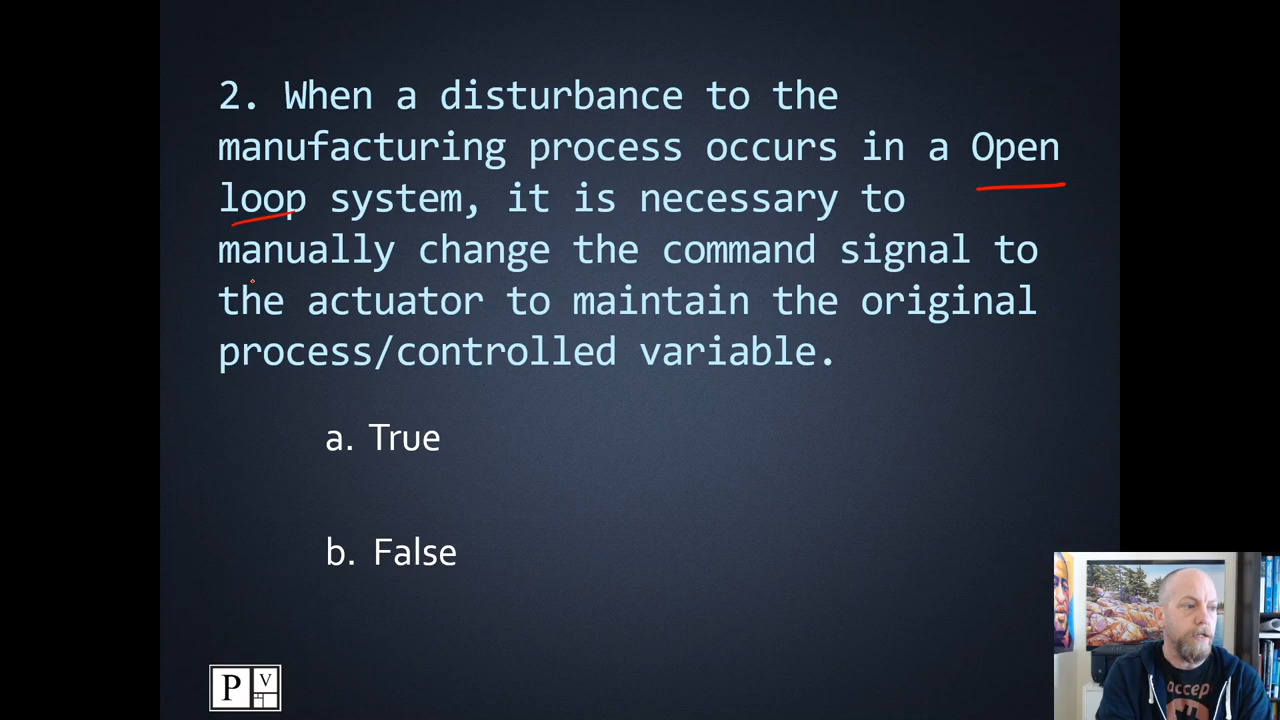 2. When a disturbance to the
manufacturing process occurs in a Open
loop system, it is necessary to
manually change the command signal to
the actuator to maintain the original
process/controlled variable.
a. True
b. False
P V
accep